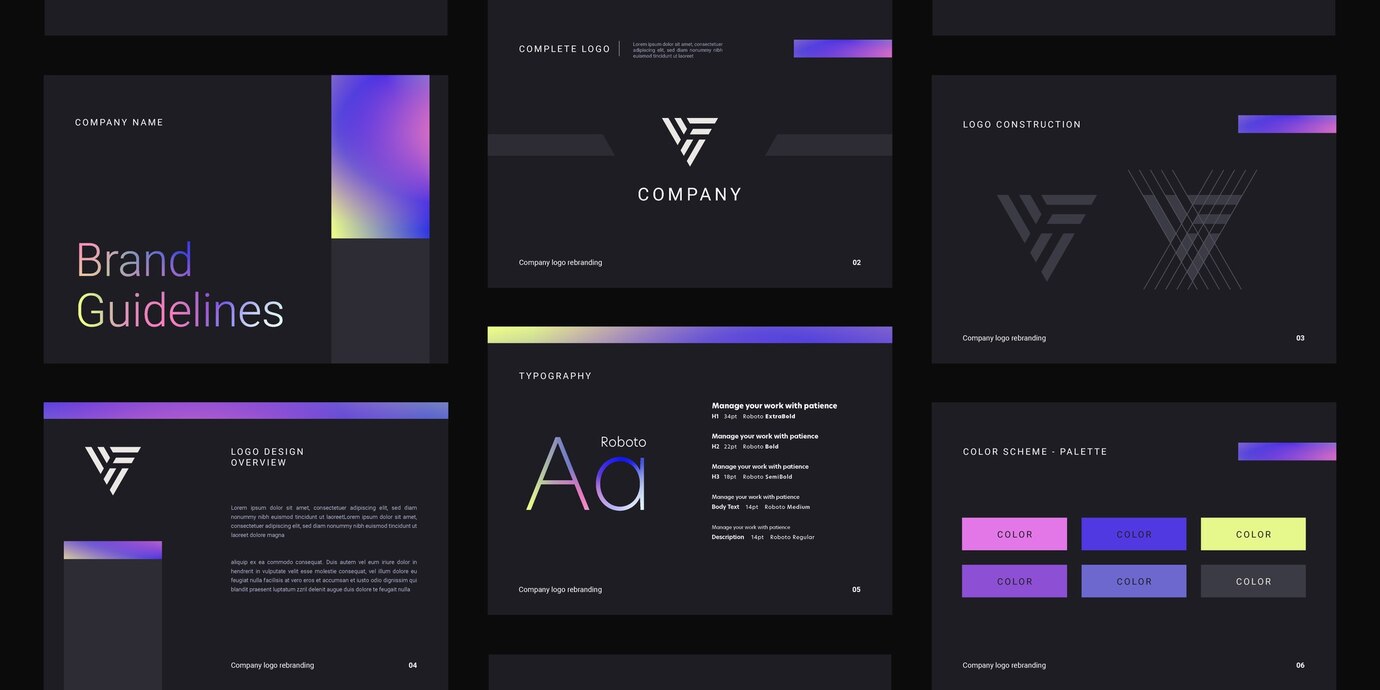 COMPANY NAME
Brand
Guidelines
COMPLETE LOGO
Lorem ipsum dolor sit amet, consectetuer
adipiscing elit, sed diam nonummy nibh
euismod tincidunt ut laoreet
COMPANY
Company logo rebranding
02
LOGO CONSTRUCTION
Company logo rebranding
03
LOGO DESIGN
OVERVIEW
Lorem ipsum dolor sit amet, consectetuer adipiscing elit, sed diam
nonummy nibh euismod tincidunt ut laoreetLorem ipsum dolor sit amet,
consectetuer adipiscing elit, sed diam nonummy nibh euismod tincidunt ut
laoreet dolore magna
aliquip ex ea commodo consequat. Duis autem vel eum iriure dolor in
hendrerit in vulputate velit esse molestie consequat, vel illum dolore eu
feugiat nulla facilisis at vero eros et accumsan et iusto odio dignissim qui
blandit praesent luptatum zzril delenit augue duis dolore te feugait nulla
Company logo rebranding
04
TYPOGRAPHY
Roboto
Aa
Manage your work with patience
H1 34pt Roboto ExtraBold
Manage your work with patience
H2 22pt Roboto Bold
Manage your work with patience
H3 18pt Roboto SemiBold
Manage your work with patience
Body Text 14pt Roboto Medium
Manage your work with patience
Description 14pt Roboto Regular
Company logo rebranding
05
COLOR SCHEME - PALETTE
COLOR
COLOR
COLOR
COLOR
COLOR
COLOR
Company logo rebranding
06